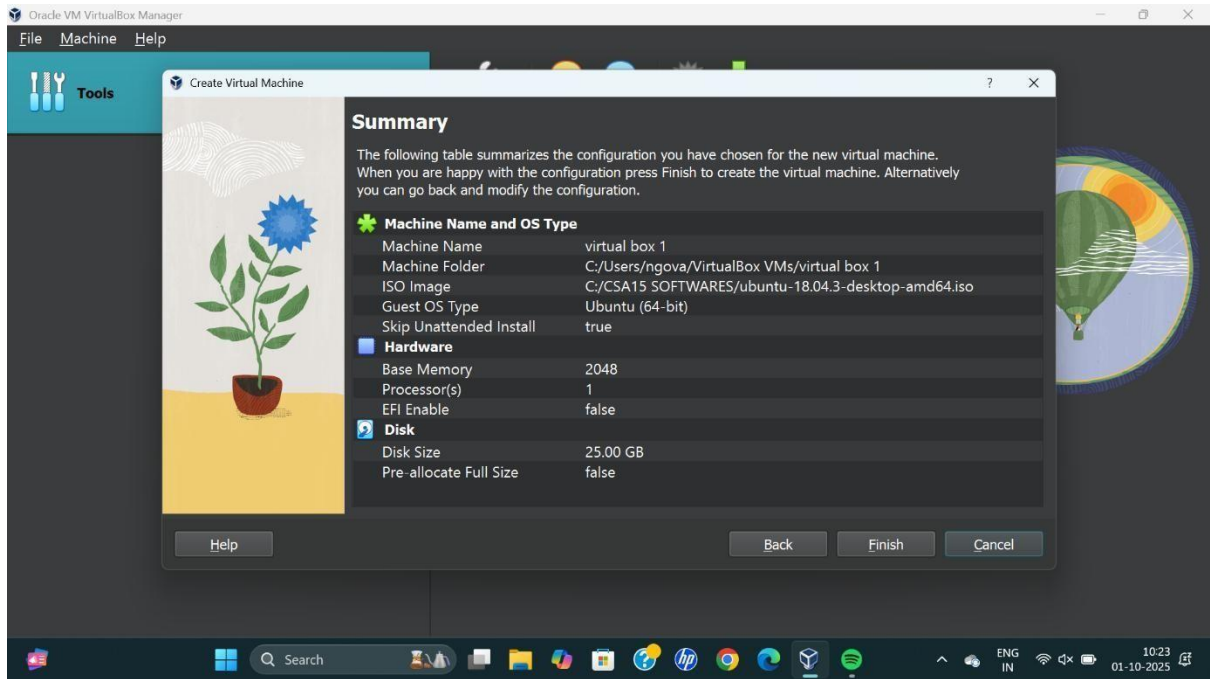 Oracle VM VirtualBox Manager
File Machine Help
Tools
Create Virtual Machine
?
Summary
The following table summarizes the configuration you have chosen for the new virtual machine.
When you are happy with the configuration press Finish to create the virtual machine. Alternatively
you can go back and modify the configuration.
Machine Name and OS Type
Machine Name virtual box 1
Machine Folder C:/Users/ngova/VirtualBox VMs/virtual box 1
ISO Image C:/CSA15 SOFTWARES/ubuntu-18.04.3-desktop-amd64.iso
Guest OS Type Ubuntu (64-bit)
Skip Unattended Install true
Hardware
Base Memory 2048
Processor(s) 1
EFI Enable false
Disk
Disk Size 25.00 GB
Pre-allocate Full Size false
Help Back Finish Cancel
Search
hp
ENG
IN
10:23
01-10-2025